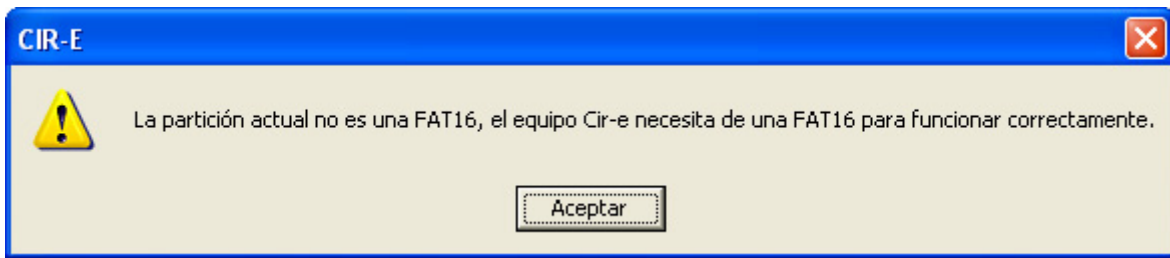 CIR-E
La partición actual no es una FAT16, el equipo Cir-e necesita de una FAT16 para funcionar correctamente.
Aceptar